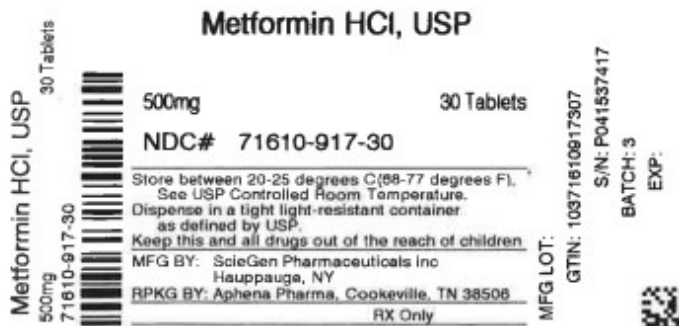 Metformin HCl, USP
500mg 30 Tablets
NDC# 71610-917-30
Store between 20-25 degrees C(68-77 degrees F).
See USP Controlled Room Temperature.
Dispense in a tight light-resistant container
as defined by USP.
Keep this and all drugs out of the reach of children
MFG BY: ScieGen Pharmaceuticals Inc
Hauppauge, NY
RPKG BY: Aphena Pharma, Cookeville, TN 38506
RX Only
Metformin HCl, USP
500mg 30 Tablets
71610-917-30
MFG LOT:
GTIN: 10371610917307
S/N: P041537417
BATCH: 3
EXP: